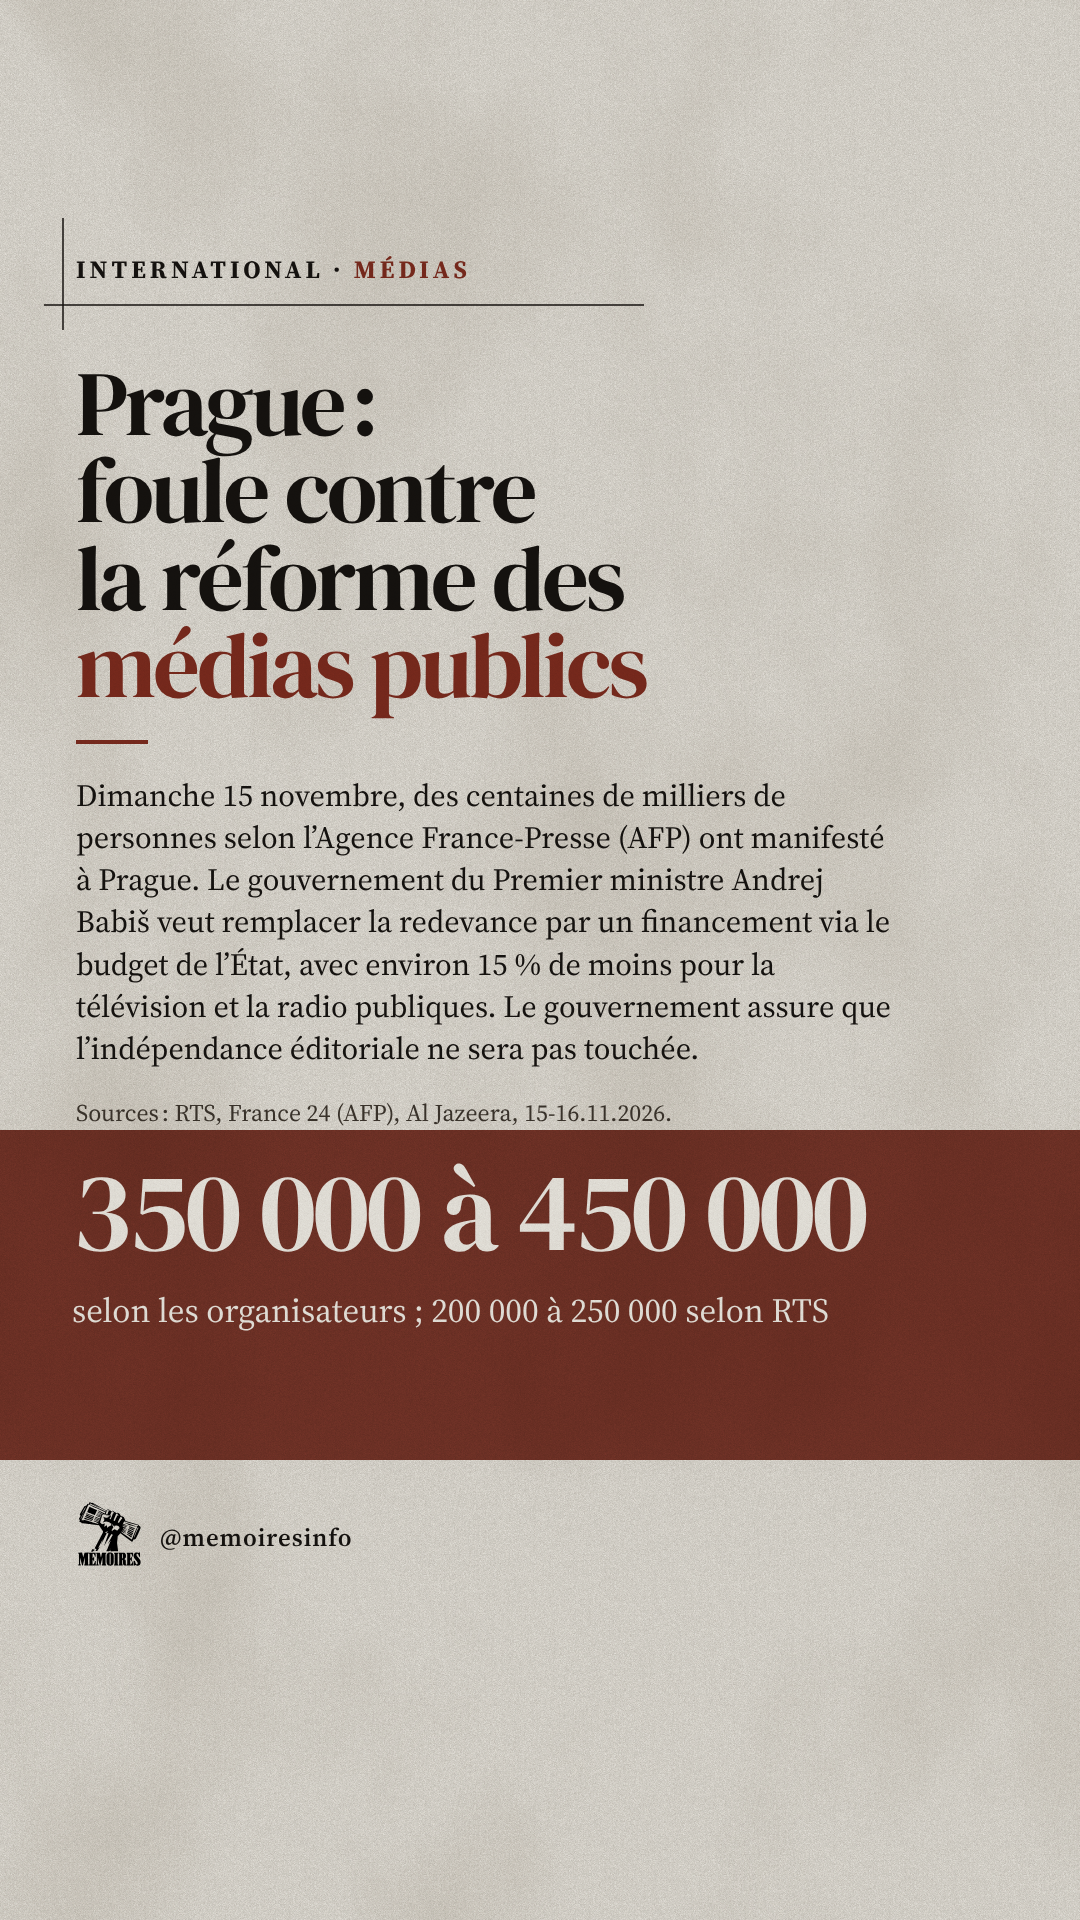 INTERNATIONAL · MÉDIAS
Prague :
foule contre
la réforme des
médias publics
Dimanche 15 novembre, des centaines de milliers de
personnes selon l’Agence France-Presse (AFP) ont manifesté
à Prague. Le gouvernement du Premier ministre Andrej
Babiš veut remplacer la redevance par un financement via le
budget de l’État, avec environ 15 % de moins pour la
télévision et la radio publiques. Le gouvernement assure que
l’indépendance éditoriale ne sera pas touchée.
Sources : RTS, France 24 (AFP), Al Jazeera, 15-16.11.2026.
350 000 à 450 000
selon les organisateurs ; 200 000 à 250 000 selon RTS
MÉMOIRES
@memoiresinfo